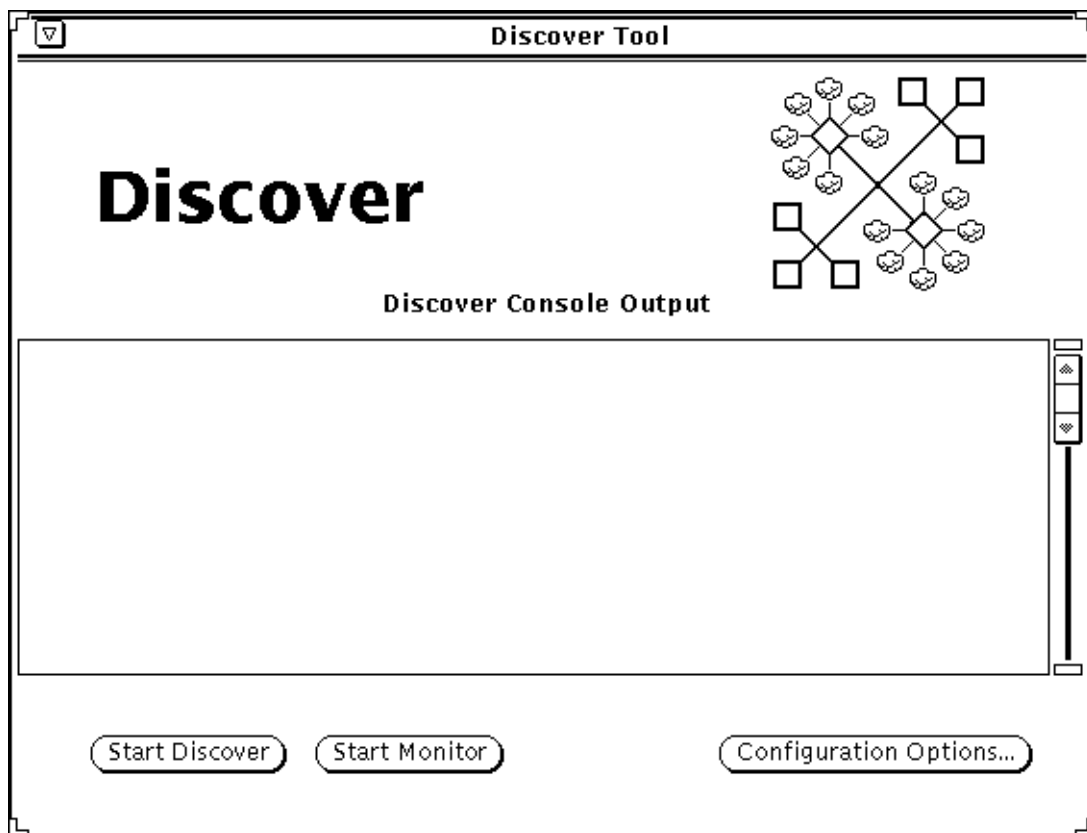 Discover Tool
Discover
Discover Console Output
Start Discover
Start Monitor
Configuration Options...